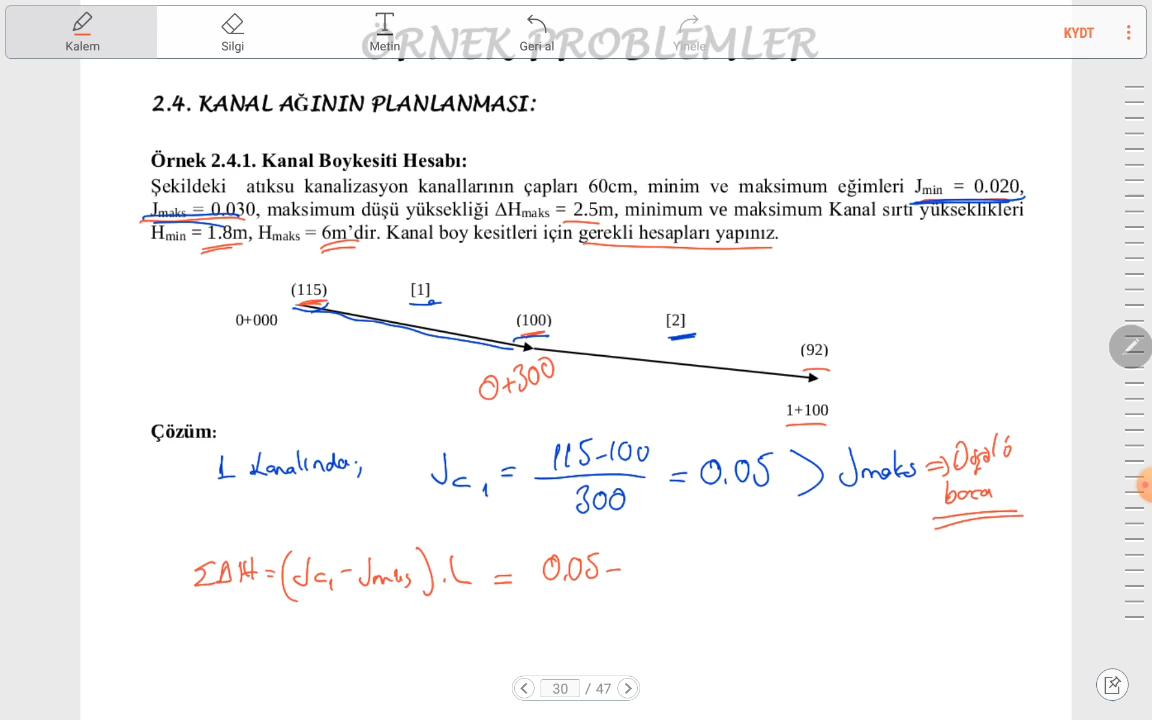 Kalem Silgi Metin Geri al Yinele KYDT
ÖRNEK PROBLEMLER
2.4. KANAL AĞININ PLANLANMASI:
Örnek 2.4.1. Kanal Boykesiti Hesabı:
Şekildeki atıksu kanalizasyon kanallarının çapları 60cm, minim ve maksimum eğimleri Jmin = 0.020,
Jmaks = 0.030, maksimum düşü yüksekliği ΔHmaks = 2.5m, minimum ve maksimum Kanal sırtı yükseklikleri
Hmin = 1.8m, Hmaks = 6m'dir. Kanal boy kesitleri için gerekli hesapları yapınız.
(115) [1]
0+000 (100) [2]
(92)
0+300
1+100
Çözüm:
1 kanalında; Jc1 = 115-100 / 300 = 0.05 > Jmaks =>
baca
ΣΔH = (Jc1 - Jmaks).L = 0.05 -
30 / 47